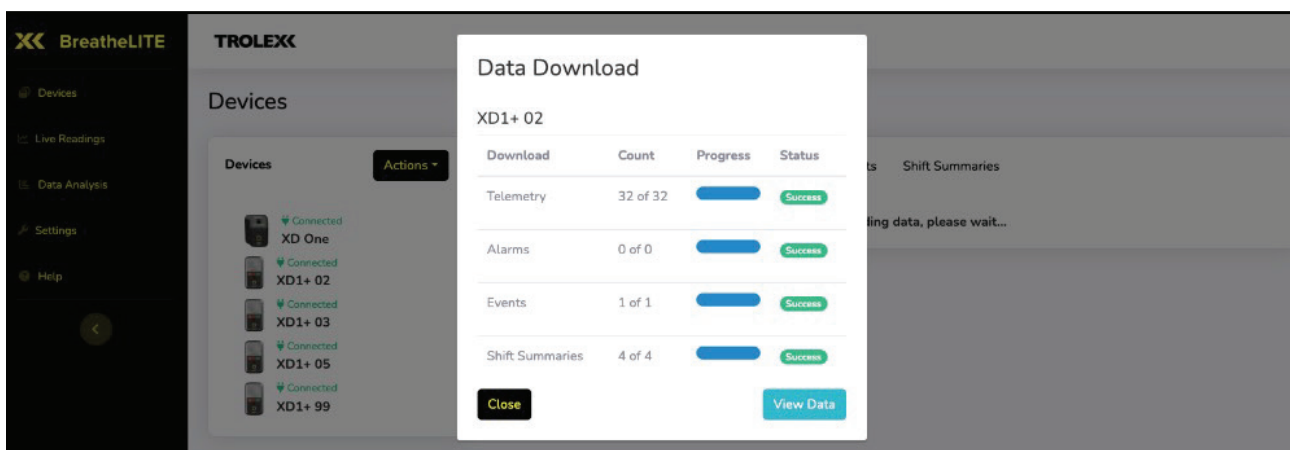 BreatheLITE
Devices
Live Readings
Data Analysis
Settings
Help
TROLEX
Devices
Devices
Actions
Connected
XD One
Connected
XD1+ 02
Connected
XD1+ 03
Connected
XD1+ 05
Connected
XD1+ 99
Data Download
XD1+ 02
Download Count Progress Status
Telemetry 32 of 32 Success
Alarms 0 of 0 Success
Events 1 of 1 Success
Shift Summaries 4 of 4 Success
Close View Data
Shift Summaries
data, please wait...